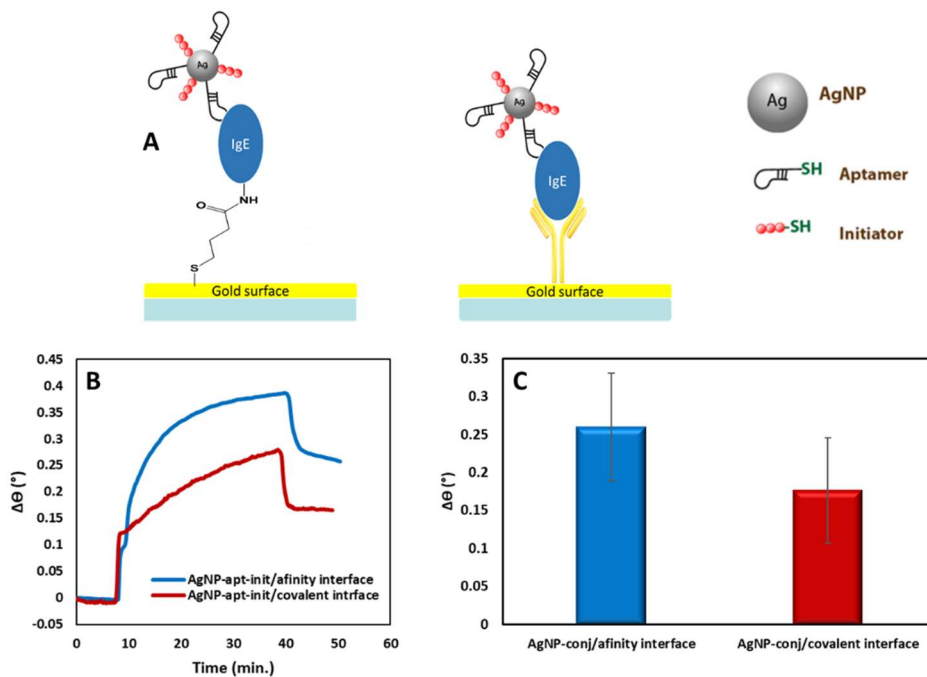 A
Ag
IgE
O
NH
S
Gold surface
Ag
IgE
Gold surface
Ag
AgNP
SH
Aptamer
-SH
Initiator
B
0.45
0.4
0.35
0.3
0.25
0.2
0.15
0.1
0.05
0
-0.05
ΔΘ (°)
AgNP-apt-init/afinity interface
AgNP-apt-init/covalent intrface
0 10 20 30 40 50 60
Time (min.)
C
0.35
0.3
0.25
0.2
0.15
0.1
0.05
0
ΔΘ (°)
AgNP-conj/afinity interface AgNP-conj/covalent interface